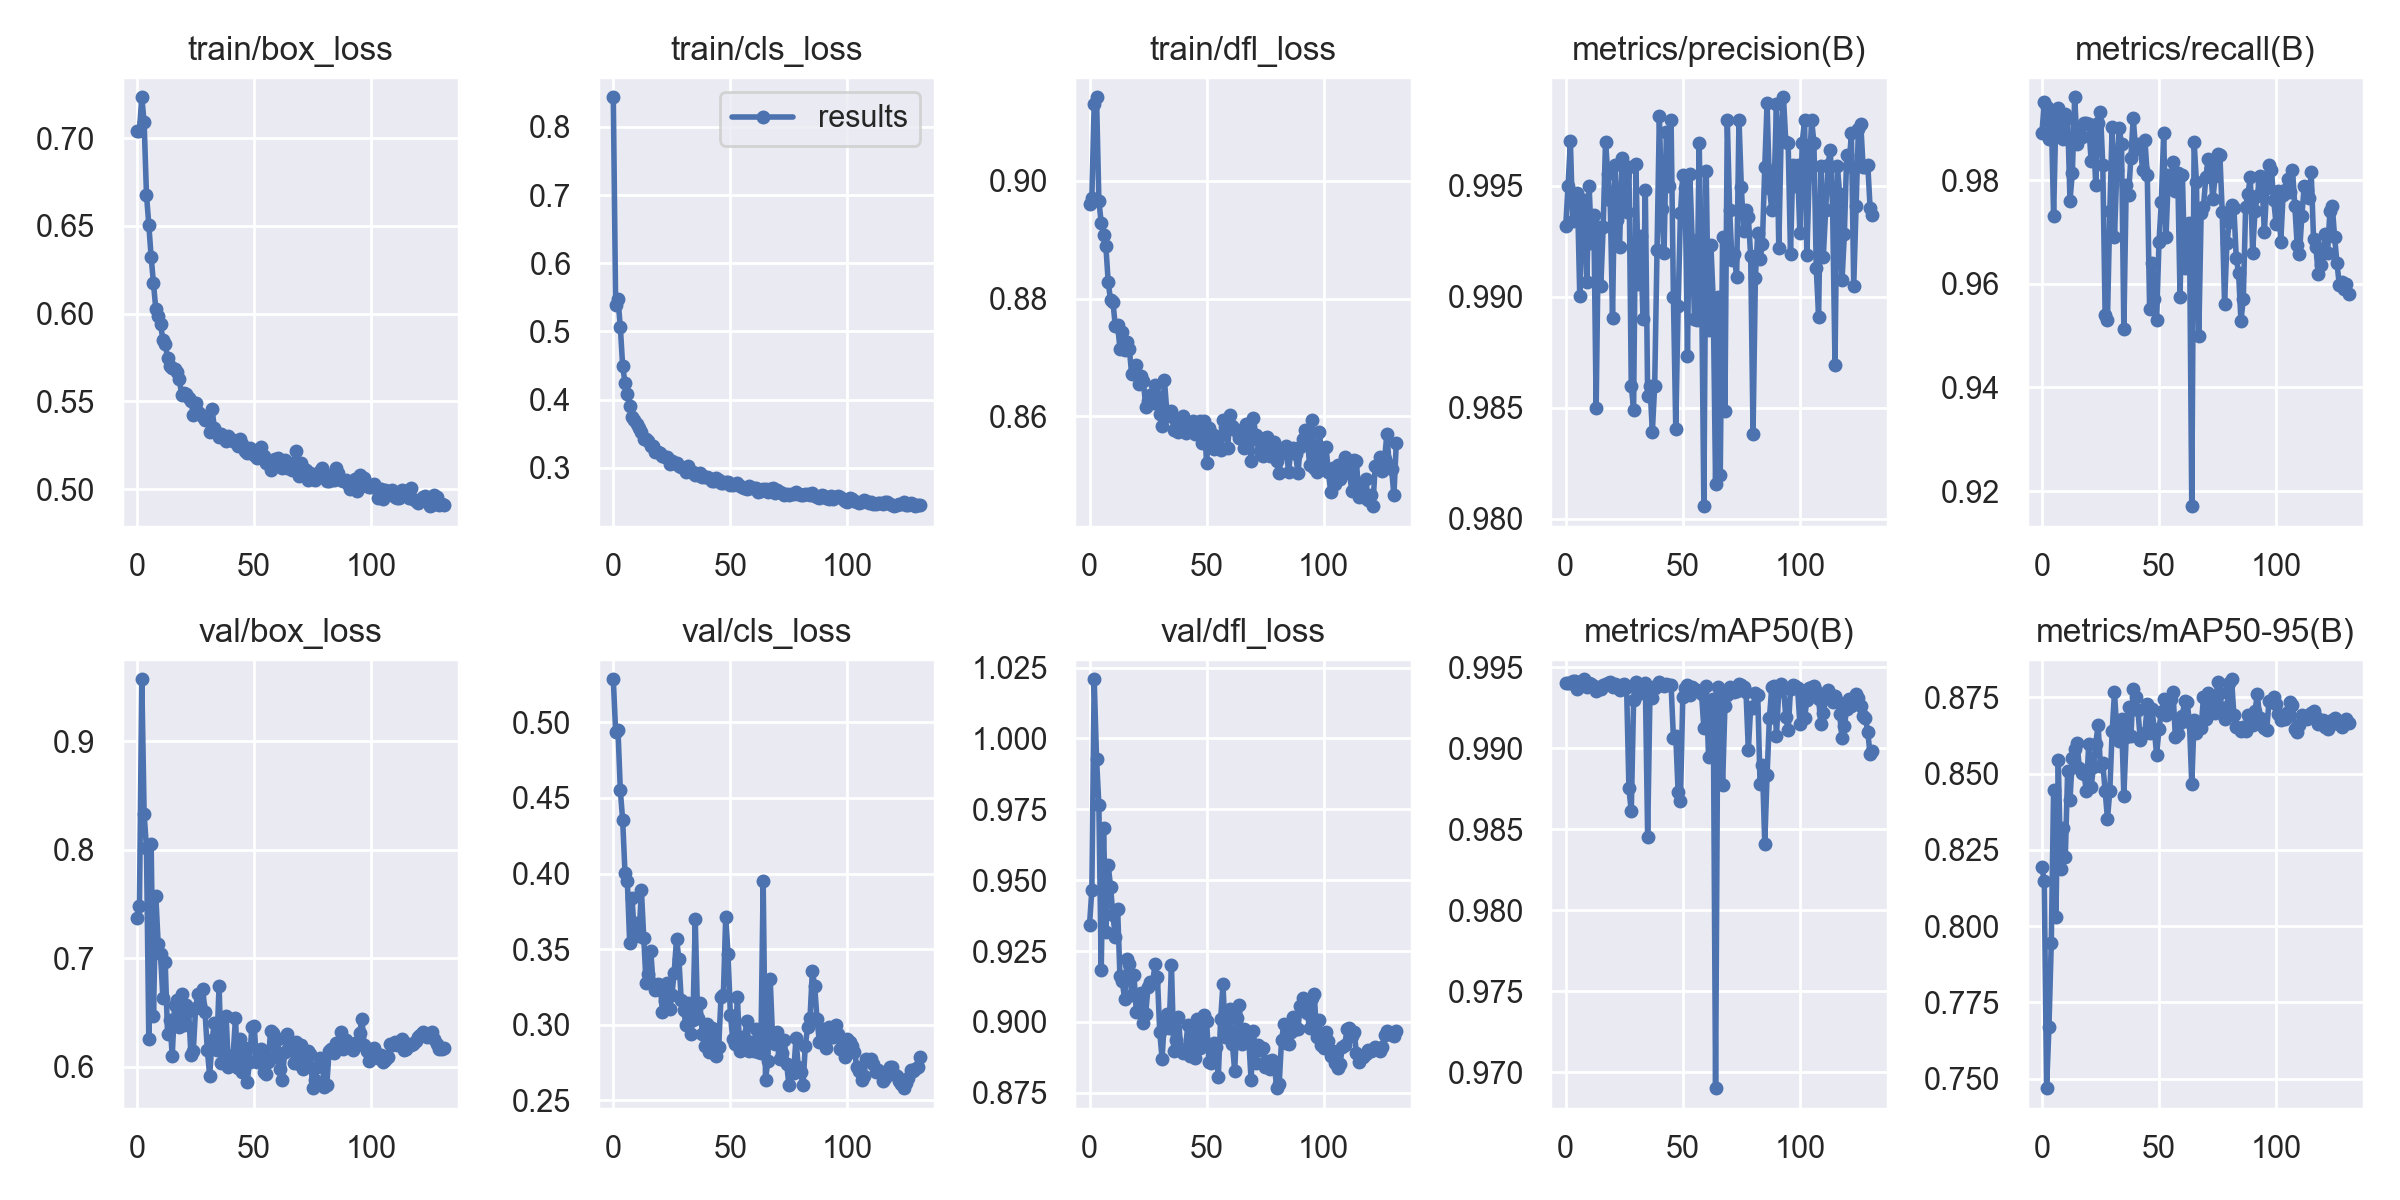 train/box_loss
0.70
0.65
0.60
0.55
0.50
0 50 100
train/cls_loss
results
0.8
0.7
0.6
0.5
0.4
0.3
0 50 100
train/dfl_loss
0.90
0.88
0.86
0 50 100
metrics/precision(B)
0.995
0.990
0.985
0.980
0 50 100
metrics/recall(B)
0.98
0.96
0.94
0.92
0 50 100
val/box_loss
0.9
0.8
0.7
0.6
0 50 100
val/cls_loss
0.50
0.45
0.40
0.35
0.30
0.25
0 50 100
val/dfl_loss
1.025
1.000
0.975
0.950
0.925
0.900
0.875
0 50 100
metrics/mAP50(B)
0.995
0.990
0.985
0.980
0.975
0.970
0 50 100
metrics/mAP50-95(B)
0.875
0.850
0.825
0.800
0.775
0.750
0 50 100